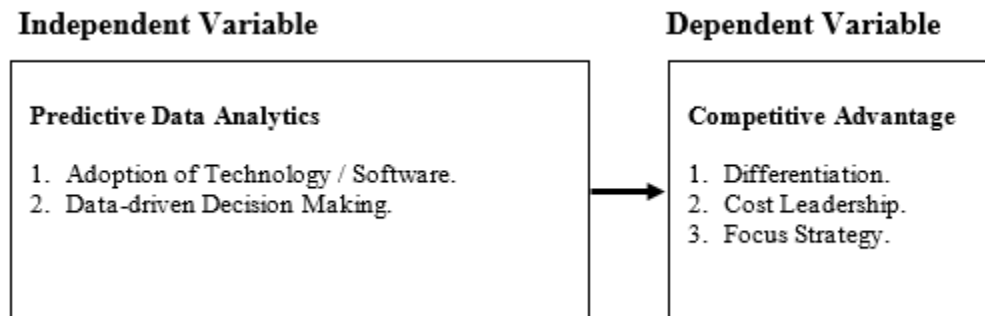 Independent Variable
Dependent Variable
Predictive Data Analytics
1. Adoption of Technology / Software.
2. Data-driven Decision Making.
Competitive Advantage
1. Differentiation.
2. Cost Leadership.
3. Focus Strategy.